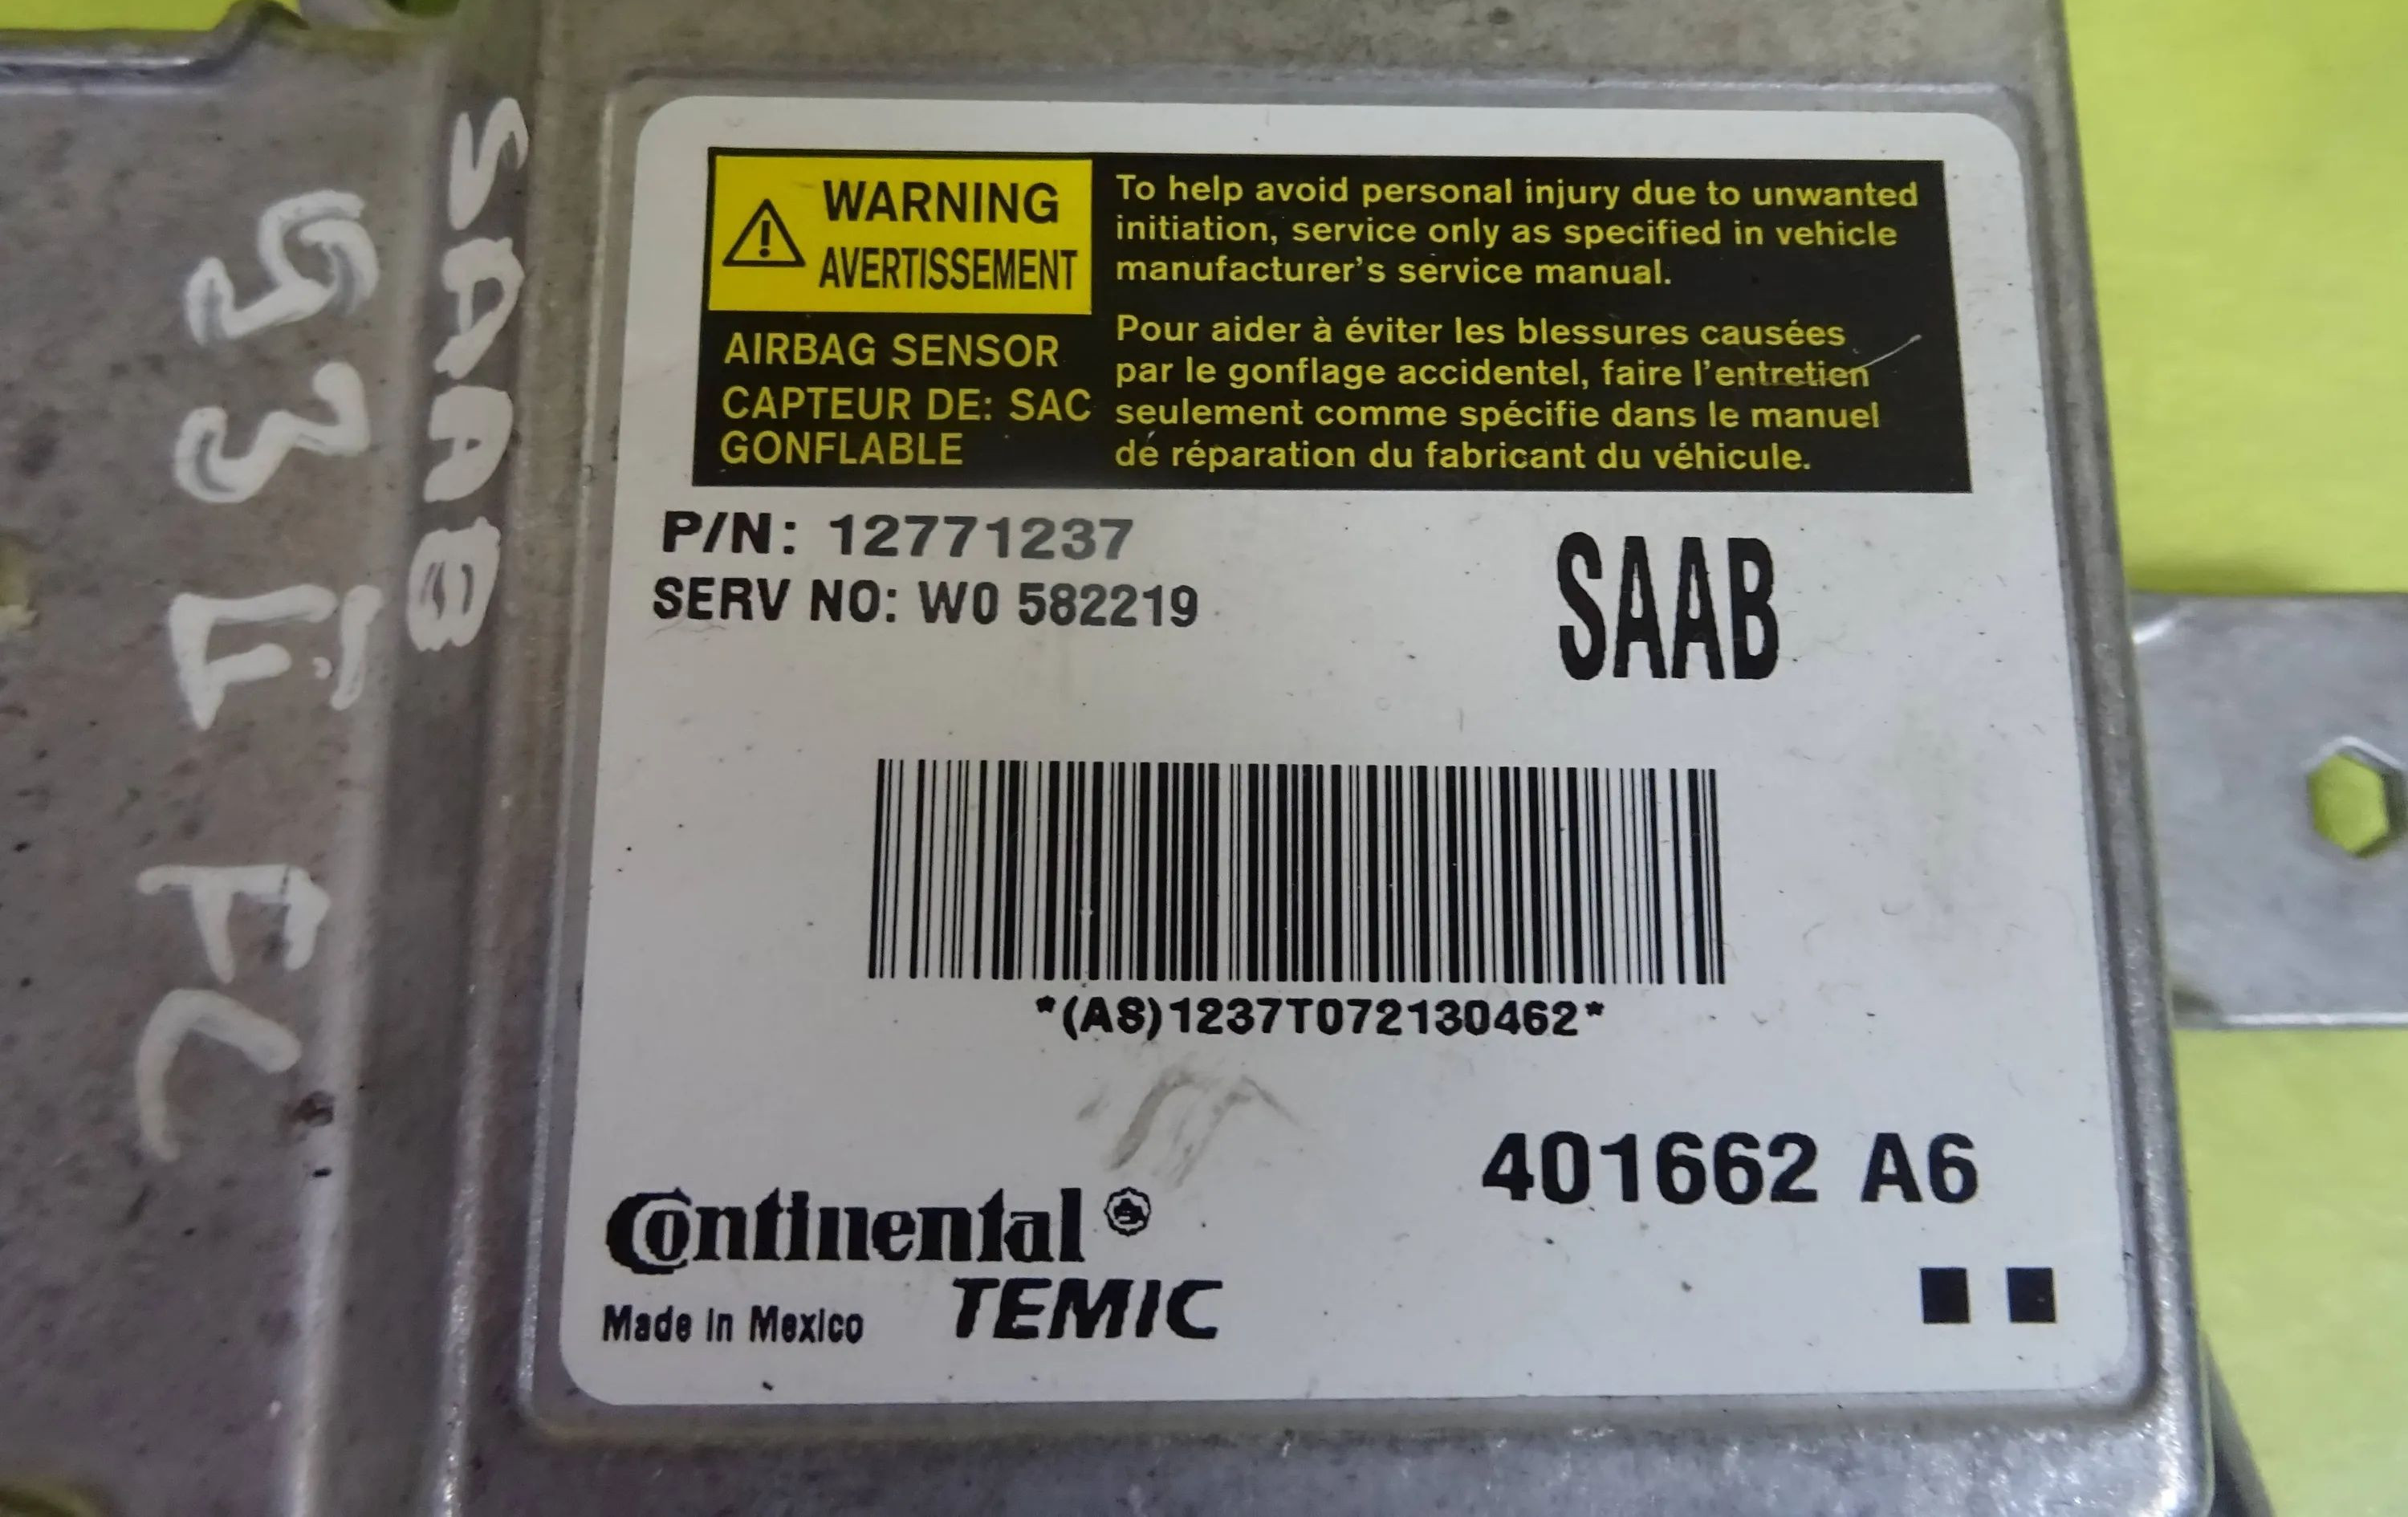 WARNING
AVERTISSEMENT
AIRBAG SENSOR
CAPTEUR DE: SAC
GONFLABLE
To help avoid personal injury due to unwanted
initiation, service only as specified in vehicle
manufacturer's service manual.
Pour aider à éviter les blessures causées
par le gonflage accidentel, faire l'entretien
seulement comme spécifie dans le manuel
dé réparation du fabricant du véhicule.
P/N: 12771237
SERV NO: W0 582219
SAAB
*(AS)1237T072130462*
401662 A6
Continental
TEMIC
Made in Mexico
SAAB
93